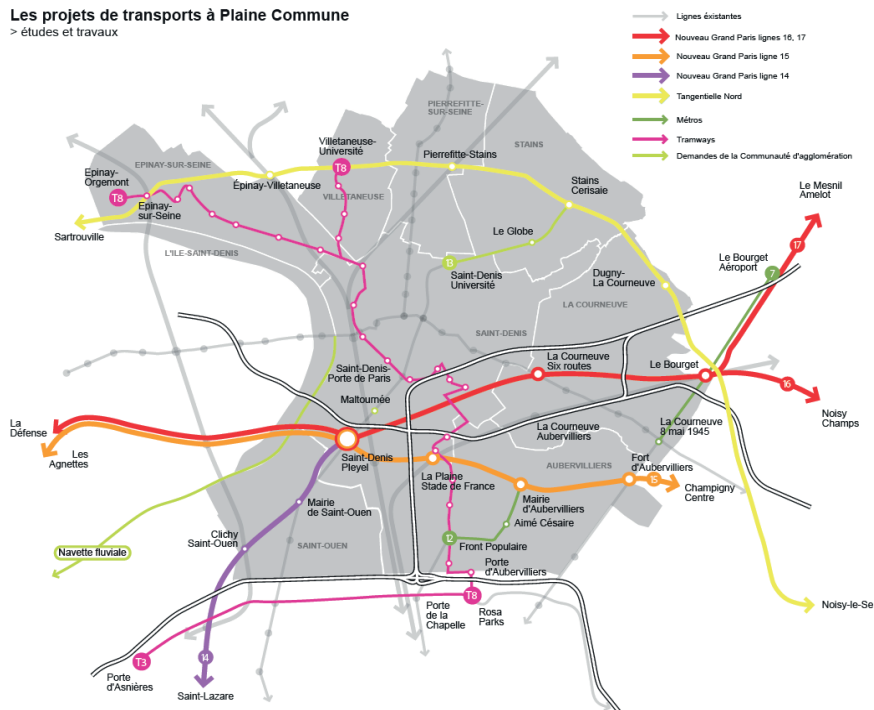 Les projets de transports à Plaine Commune
> études et travaux
Lignes éxistantes
Nouveau Grand Paris lignes 16, 17
Nouveau Grand Paris ligne 15
Nouveau Grand Paris ligne 14
Tangentielle Nord
Métros
Tramways
Demandes de la Communauté d'agglomération
PIERREFITTE-
SUR-SEINE
STAINS
EPINAY-SUR-SEINE
Villetaneuse-
Université
T8
Pierrefitte-Stains
Epinay-
Orgemont
T8
Épinay-Villetaneuse
VILLETANEUSE
Stains
Cerisaie
Le Mesnil
Amelot
17
Epinay-
sur-Seine
Sartrouville
Le Globe
L'ILE-SAINT-DENIS
13
Saint-Denis
Université
Dugny-
La Courneuve
Le Bourget
Aéroport
7
LA COURNEUVE
SAINT-DENIS
Saint-Denis-
Porte de Paris
La Courneuve
Six routes
Le Bourget
16
Maltournée
Noisy
Champs
La
Défense
Les
Agnettes
La Courneuve
Aubervilliers
La Courneuve
8 mai 1945
Saint-Denis
Pleyel
La Plaine
Stade de France
AUBERVILLIERS
Fort
d'Aubervilliers
15
Champigny
Centre
Mairie
de Saint-Ouen
Mairie
d'Aubervilliers
Aimé Césaire
Clichy
Saint-Ouen
SAINT-OUEN
12
Front Populaire
Navette fluviale
Porte
d'Aubervilliers
T8
Porte
de la
Chapelle
Rosa
Parks
Noisy-le-Se
T3
Porte
d'Asnières
14
Saint-Lazare